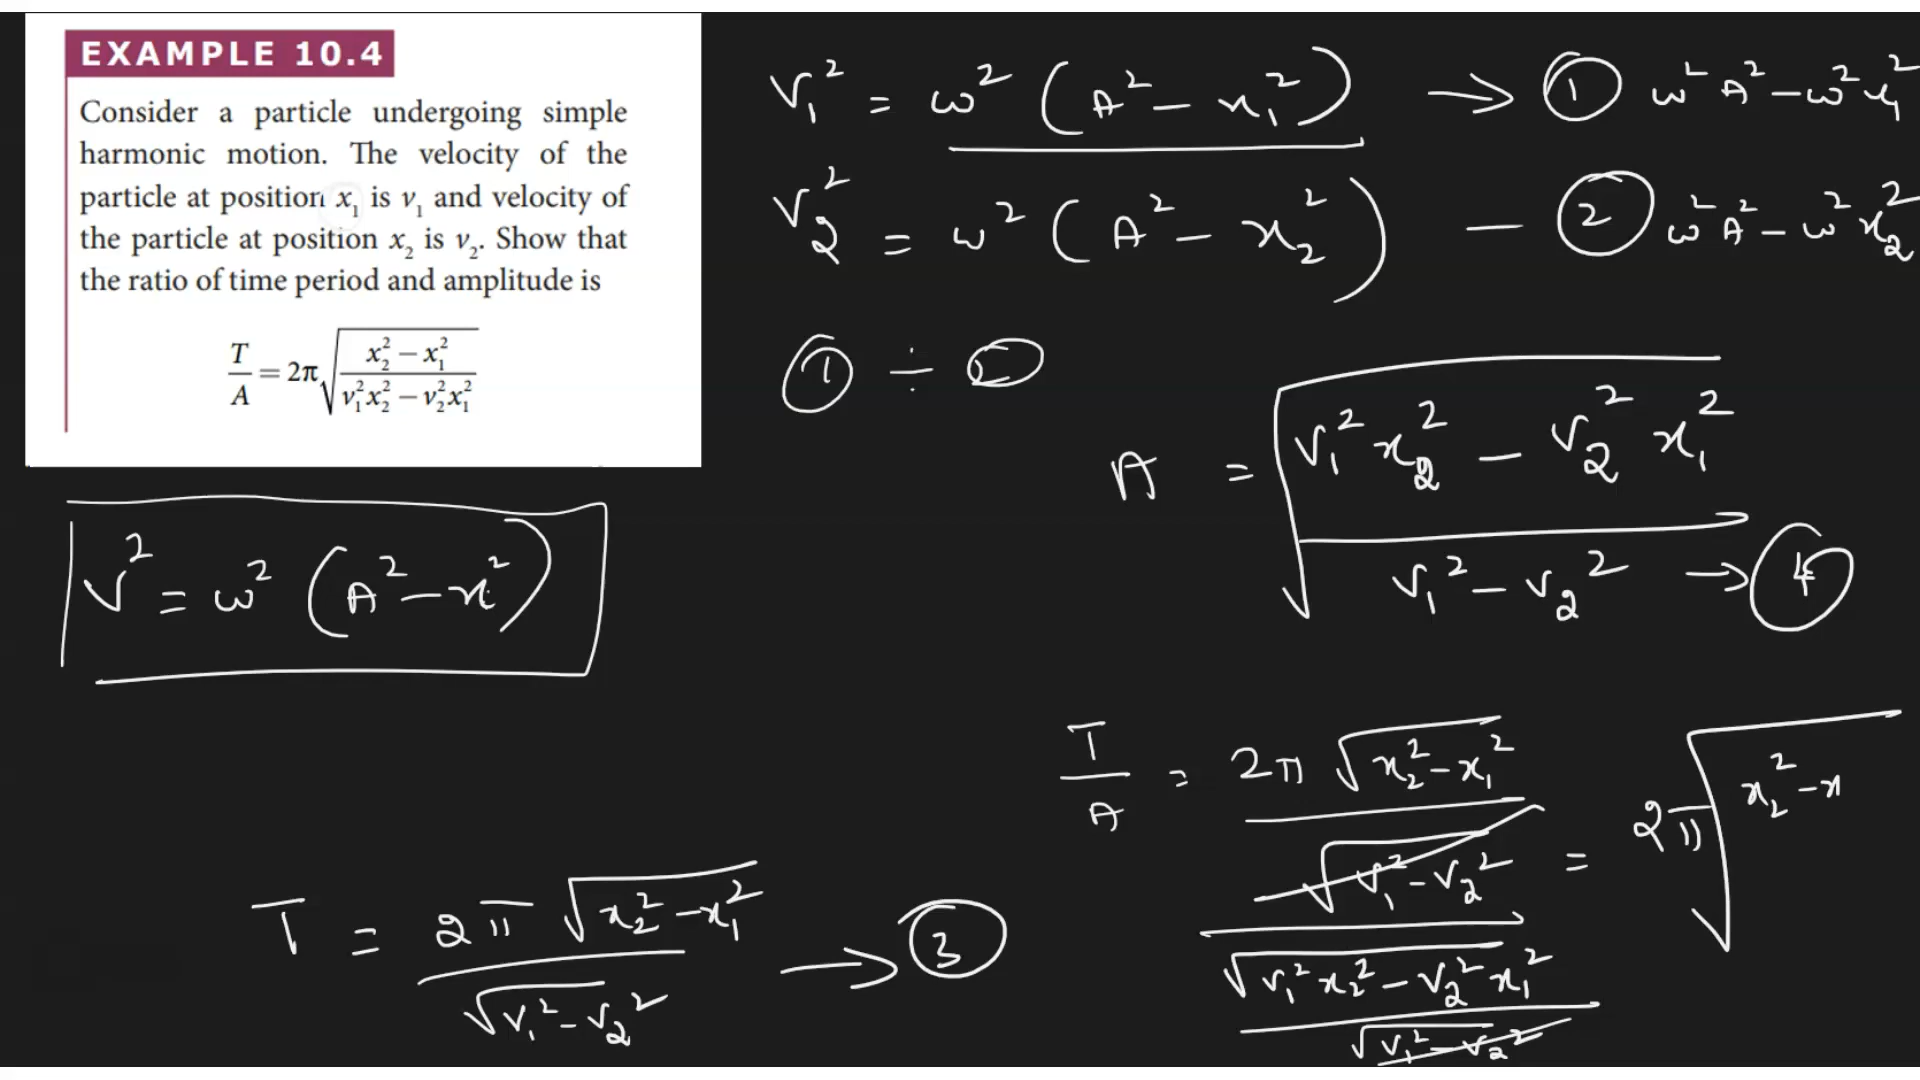 EXAMPLE 10.4
Consider a particle undergoing simple
harmonic motion. The velocity of the
particle at position x₁ is v₁ and velocity of
the particle at position x₂ is v₂. Show that
the ratio of time period and amplitude is
T/A = 2π √((x₂² − x₁²)/(v₁²x₂² − v₂²x₁²))
V² = ω² (A² − x²)
V₁² = ω² (A² − x₁²) → ① ω²A² − ω²x₁²
V₂² = ω² (A² − x₂²) — ② ω²A² − ω²x₂²
① ÷ ②
A = √((V₁²x₂² − V₂²x₁²)/(V₁² − V₂²)) → ④
T = 2π √(x₂² − x₁²) / √(V₁² − V₂²) → ③
T/A = (2π √(x₂² − x₁²) / √(V₁² − V₂²)) / (√(V₁²x₂² − V₂²x₁²) / √(V₁² − V₂²)) = 2π √(x₂² − x